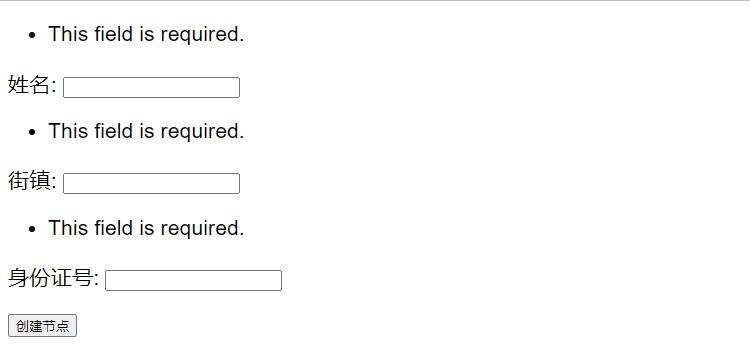 This field is required.
姓名:
This field is required.
街镇:
This field is required.
身份证号:
创建节点